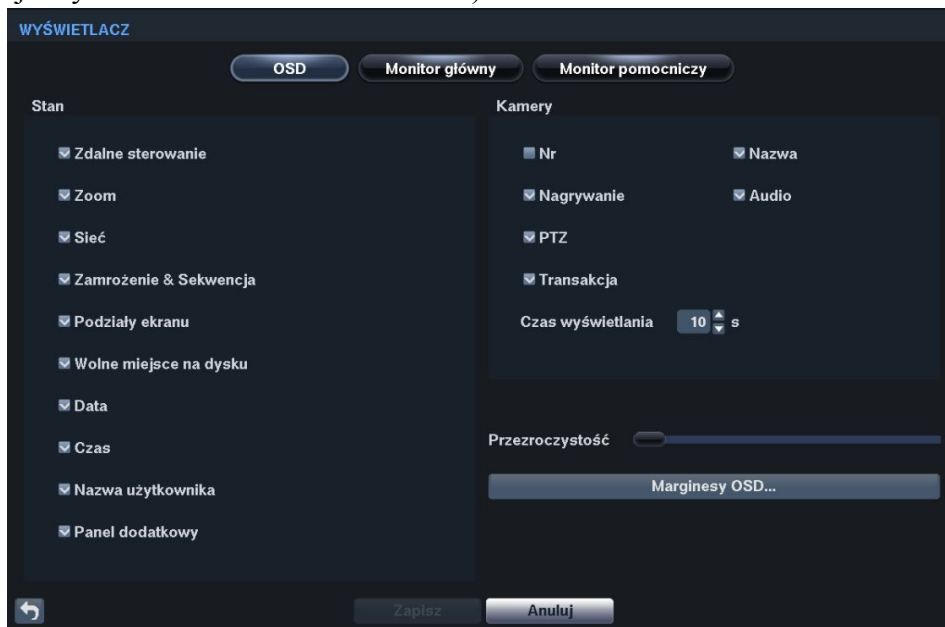 WYŚWIETLACZ
OSD Monitor główny Monitor pomocniczy
Stan
Zdalne sterowanie
Zoom
Sieć
Zamrożenie & Sekwencja
Podziały ekranu
Wolne miejsce na dysku
Data
Czas
Nazwa użytkownika
Panel dodatkowy
Kamery
Nr Nazwa
Nagrywanie Audio
PTZ
Transakcja
Czas wyświetlania 10 s
Przezroczystość
Marginesy OSD...
Zapisz Anuluj